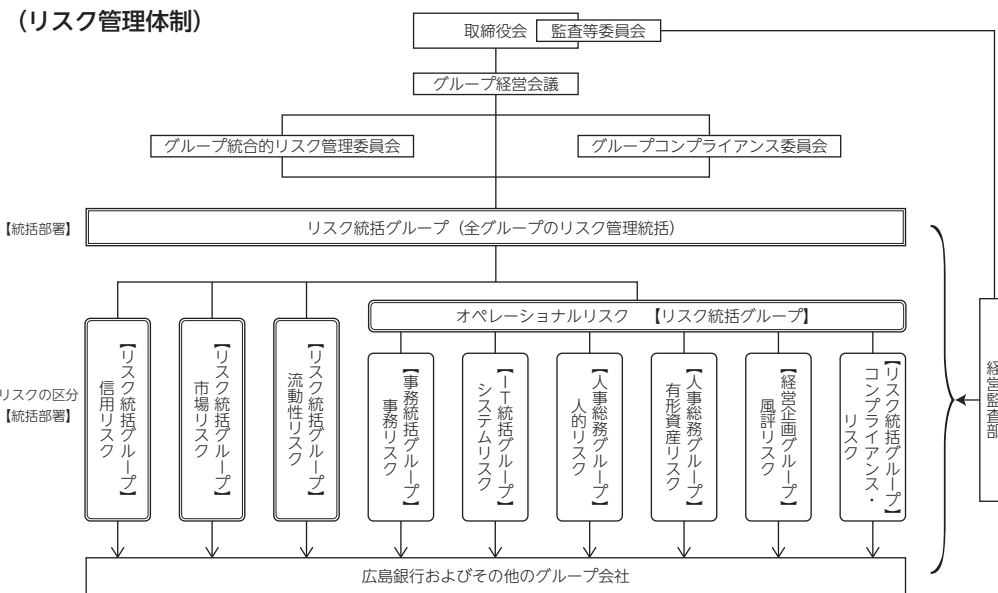 （リスク管理体制）
取締役会
監査等委員会
グループ経営会議
グループ統合的リスク管理委員会
グループコンプライアンス委員会
【統括部署】
リスク統括グループ（全グループのリスク管理統括）
オペレーショナルリスク　【リスク統括グループ】
リスクの区分
【統括部署】
信用リスク
【リスク統括グループ】
市場リスク
【リスク統括グループ】
流動性リスク
【リスク統括グループ】
事務リスク
【事務統括グループ】
システムリスク
【IT統括グループ】
人的リスク
【人事総務グループ】
有形資産リスク
【人事総務グループ】
風評リスク
【経営企画グループ】
コンプライアンス・
リスク
【リスク統括グループ】
経営監査部
広島銀行およびその他のグループ会社